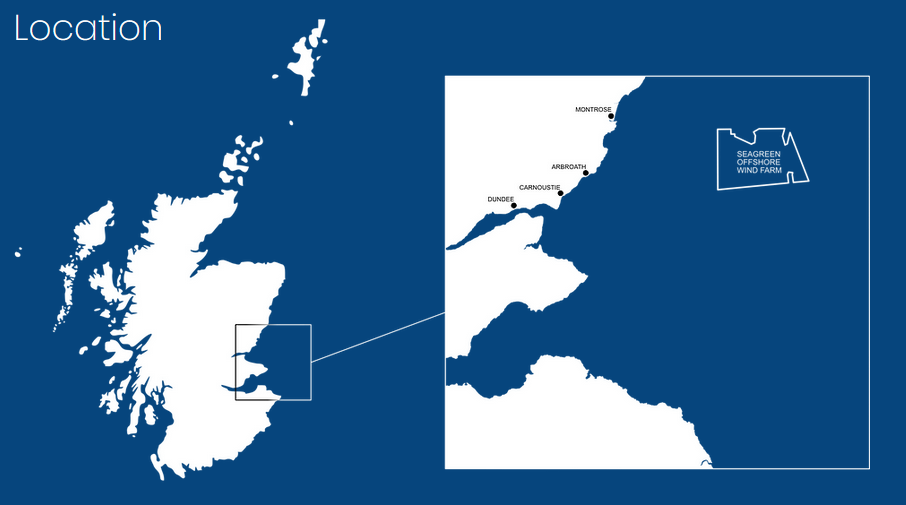 Location
MONTROSE
ARBROATH
CARNOUSTIE
DUNDEE
SEAGREEN
OFFSHORE
WIND FARM